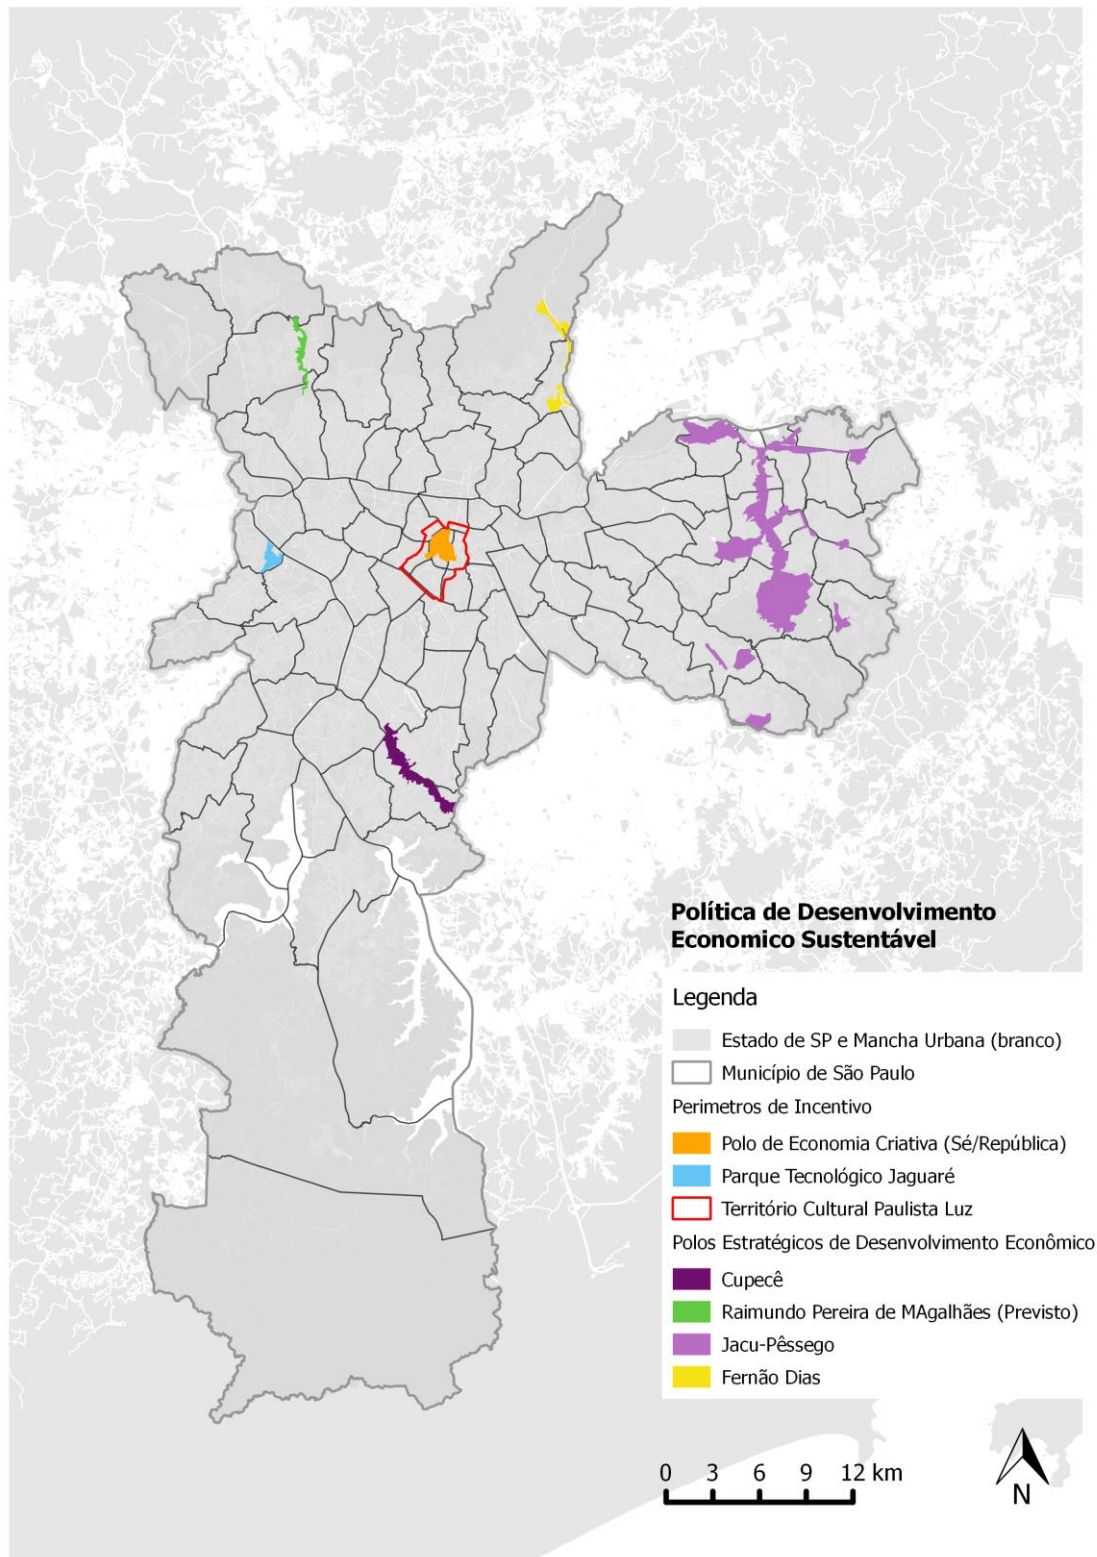 Política de Desenvolvimento
Economico Sustentável
Legenda
Estado de SP e Mancha Urbana (branco)
Município de São Paulo
Perimetros de Incentivo
Polo de Economia Criativa (Sé/República)
Parque Tecnológico Jaguaré
Território Cultural Paulista Luz
Polos Estratégicos de Desenvolvimento Econômico
Cupecê
Raimundo Pereira de MAgalhães (Previsto)
Jacu-Pêssego
Fernão Dias
0 3 6 9 12 km
N